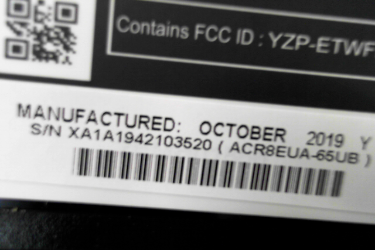 Contains FCC ID : YZP-ETWF
MANUFACTURED: OCTOBER 2019 Y
S/N XA1A1942103520 ( ACR8EUA-65UB )